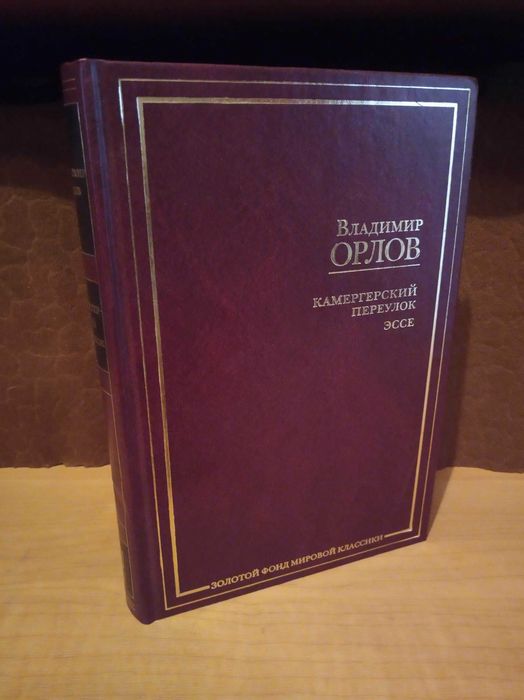 ВЛАДИМИР
ОРЛОВ
КАМЕРГЕРСКИЙ
ПЕРЕУЛОК
ЭССЕ
ЗОЛОТОЙ ФОНД МИРОВОЙ КЛАССИКИ